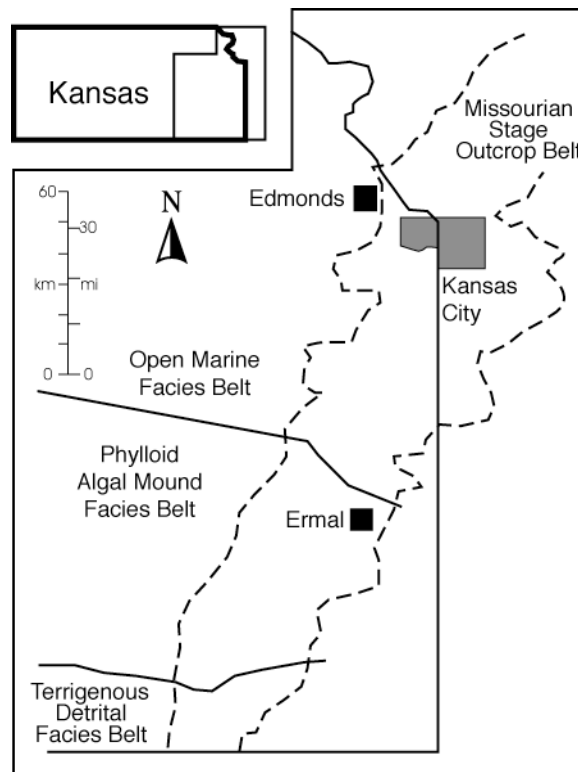 Kansas
Missourian
Stage
Outcrop Belt
60
N
Edmonds
30
km mi
Kansas
City
0 0
Open Marine
Facies Belt
Phylloid
Algal Mound
Facies Belt
Ermal
Terrigenous
Detrital
Facies Belt